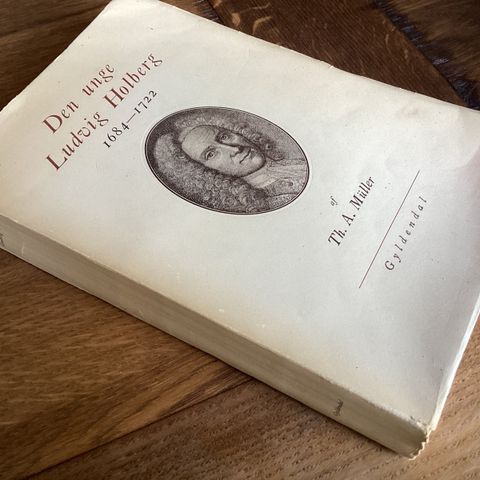 Den unge
Ludvig Holberg
1684—1722
af
Th. A. Müller
Gyldendal